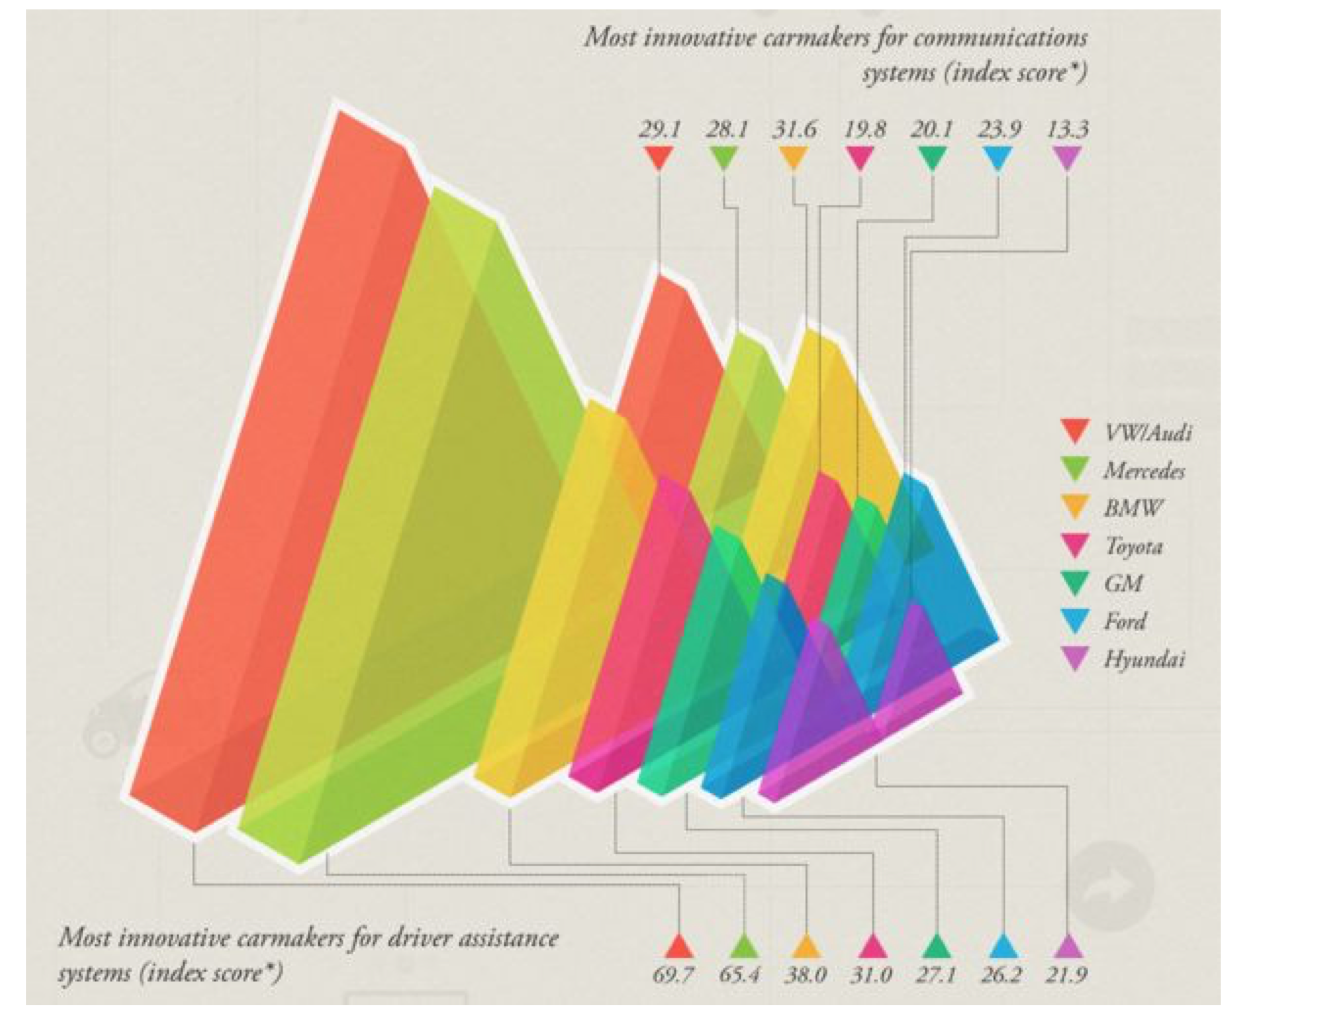 Most innovative carmakers for communications
systems (index score*)
29.1 28.1 31.6 19.8 20.1 23.9 13.3
VW/Audi
Mercedes
BMW
Toyota
GM
Ford
Hyundai
Most innovative carmakers for driver assistance
systems (index score*)
69.7 65.4 38.0 31.0 27.1 26.2 21.9